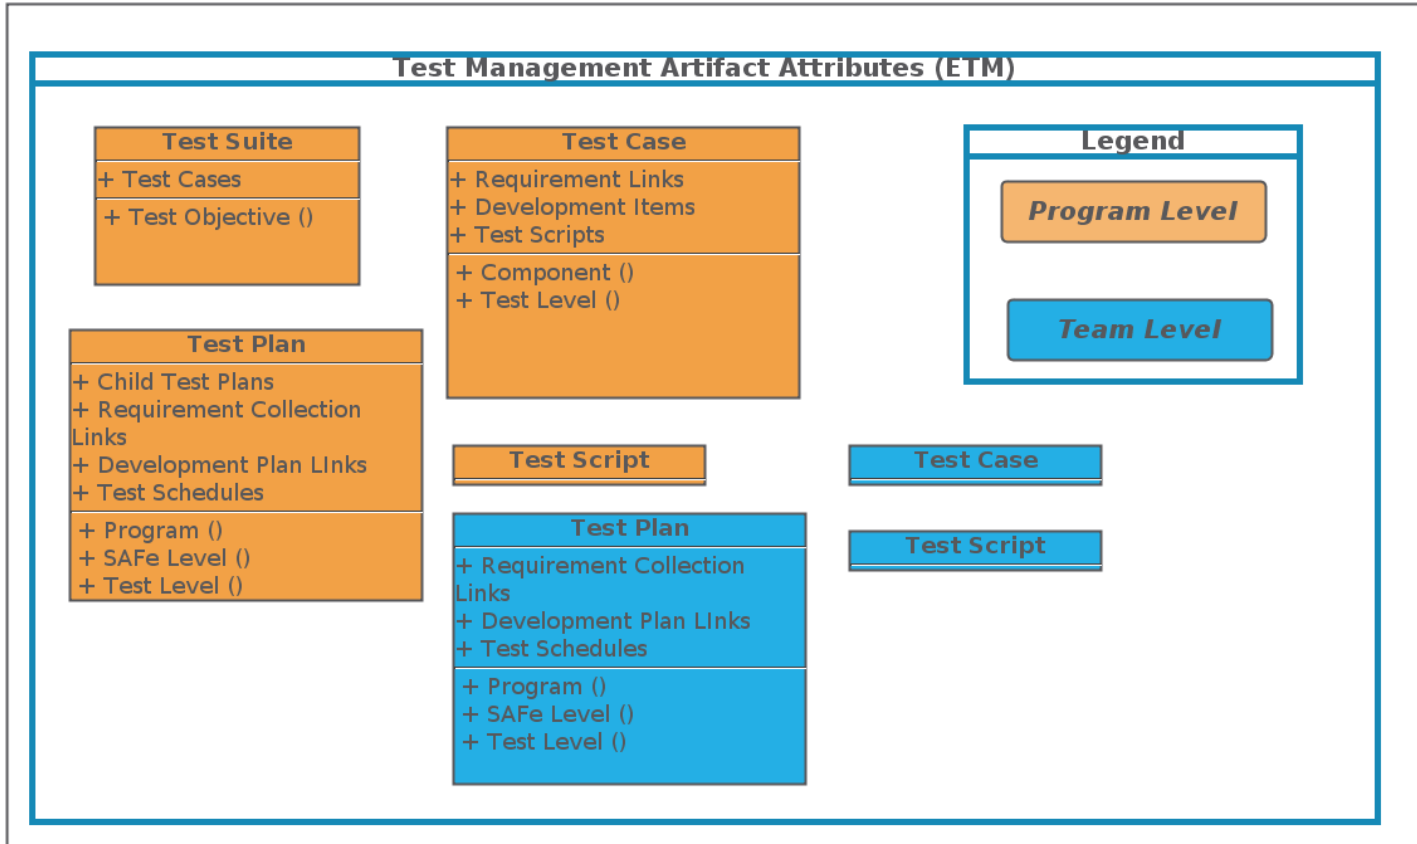 Test Management Artifact Attributes (ETM)
Test Suite
+ Test Cases
+ Test Objective ()
Test Case
+ Requirement Links
+ Development Items
+ Test Scripts
+ Component ()
+ Test Level ()
Legend
Program Level
Team Level
Test Plan
+ Child Test Plans
+ Requirement Collection
Links
+ Development Plan LInks
+ Test Schedules
+ Program ()
+ SAFe Level ()
+ Test Level ()
Test Script
Test Case
Test Plan
+ Requirement Collection
Links
+ Development Plan LInks
+ Test Schedules
+ Program ()
+ SAFe Level ()
+ Test Level ()
Test Script